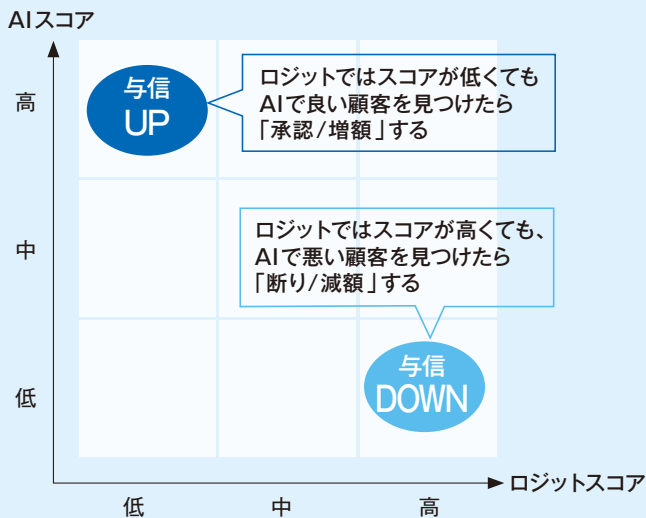 AIスコア
高
与信
UP
ロジットではスコアが低くても
AIで良い顧客を見つけたら
「承認/増額」する
中
ロジットではスコアが高くても、
AIで悪い顧客を見つけたら
「断り/減額」する
低
与信
DOWN
ロジットスコア
低
中
高